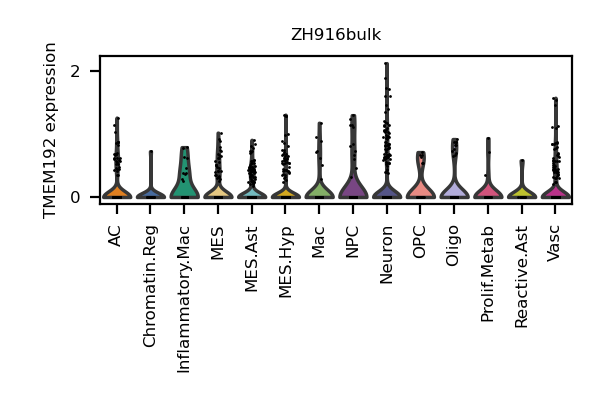 ZH916bulk
TMEM192 expression
2
0
AC
Chromatin.Reg
Inflammatory.Mac
MES
MES.Ast
MES.Hyp
Mac
NPC
Neuron
OPC
Oligo
Prolif.Metab
Reactive.Ast
Vasc